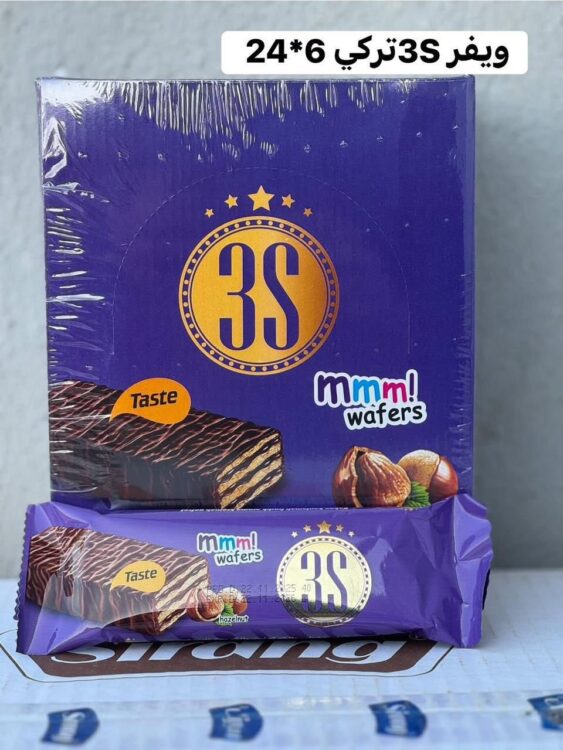 ويفر 3Sتركي 6*24
3S
Taste
mmm!
wafers
mmm!
wafers
Taste
3S
hazelnut